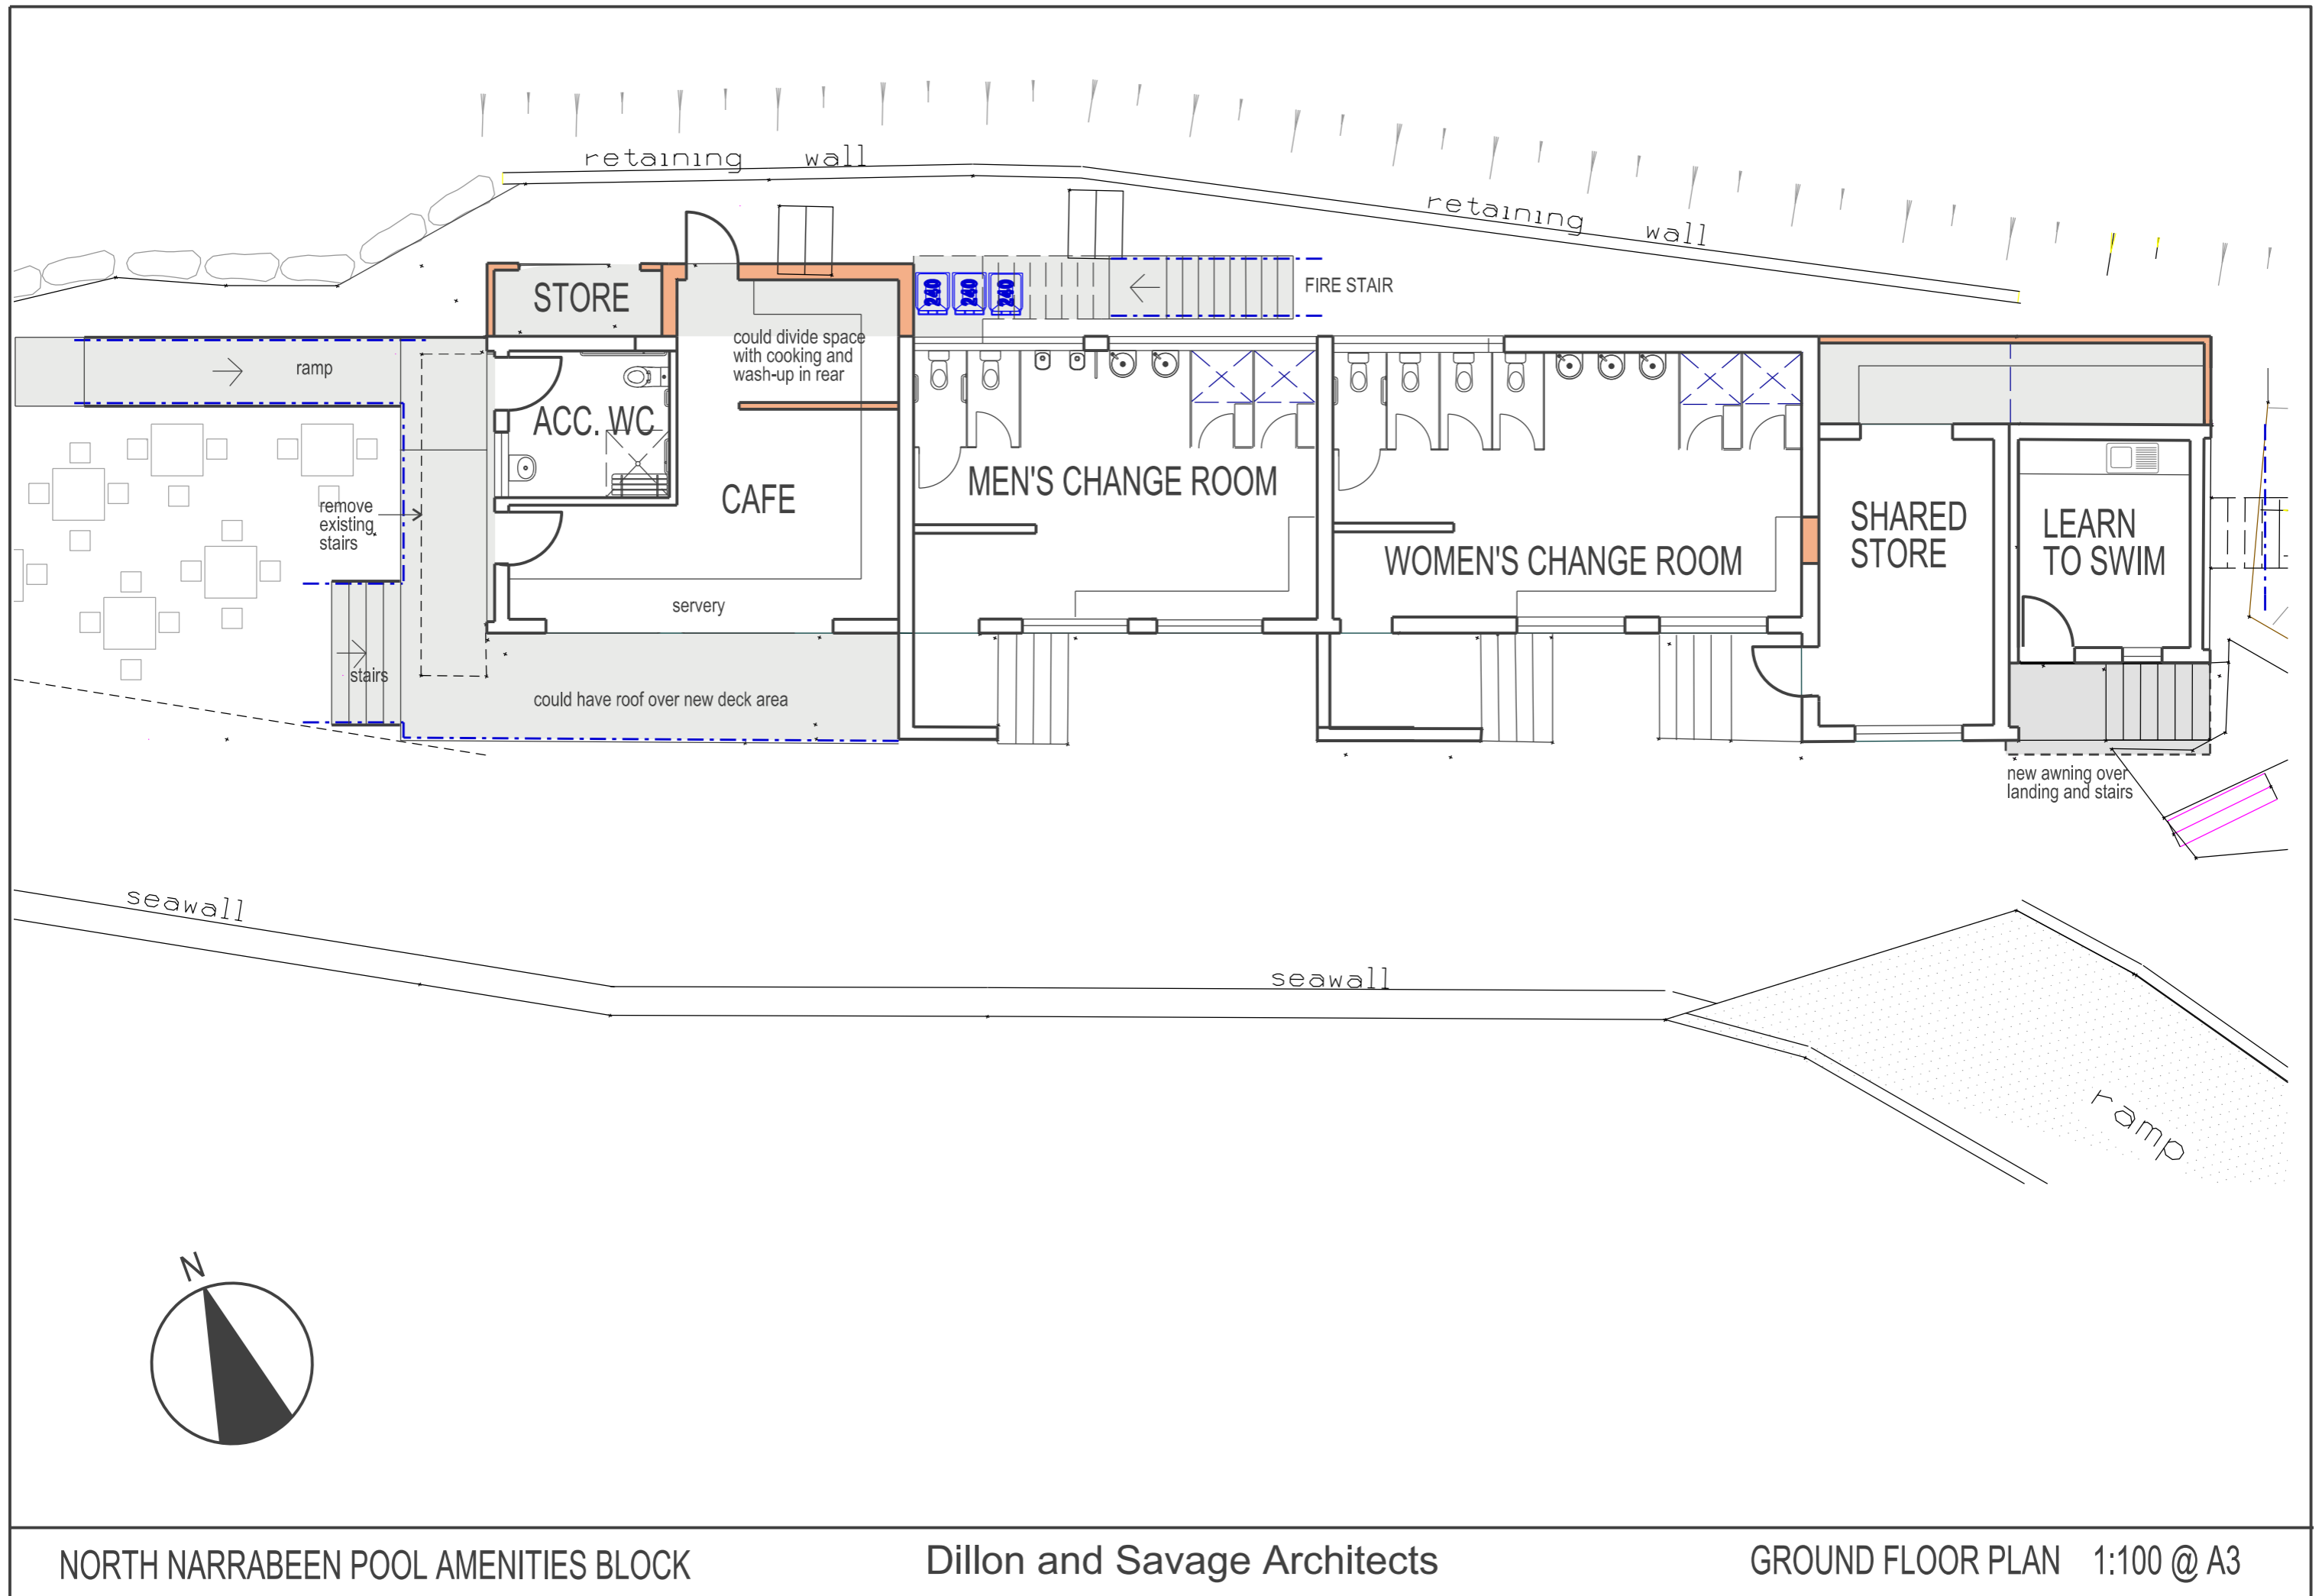 retaining wall
retaining wall
STORE
240 240 240
FIRE STAIR
could divide space
with cooking and
wash-up in rear
ramp
ACC. WC
MEN'S CHANGE ROOM
CAFE
remove
existing
stairs
SHARED
STORE
LEARN
TO SWIM
WOMEN'S CHANGE ROOM
servery
stairs
could have roof over new deck area
new awning over
landing and stairs
seawall
seawall
ramp
N
NORTH NARRABEEN POOL AMENITIES BLOCK
Dillon and Savage Architects
GROUND FLOOR PLAN 1:100 @ A3